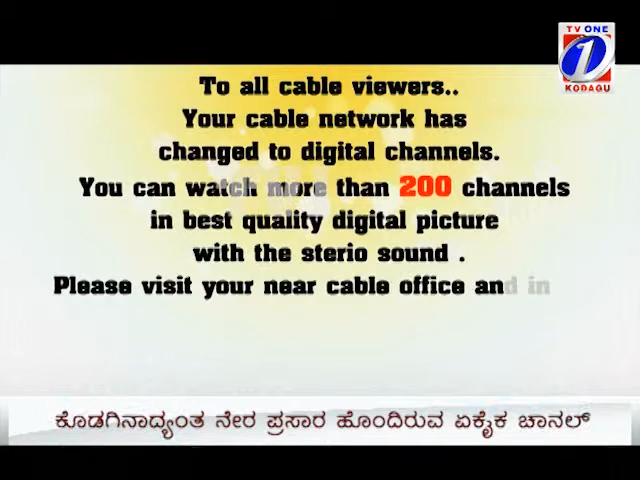 TV ONE
1
KODAGU
To all cable viewers..
Your cable network has
changed to digital channels.
You can watch more than 200 channels
in best quality digital picture
with the sterio sound .
Please visit your near cable office and in
ಕೊಡಗಿನಾದ್ಯಂತ ನೇರ ಪ್ರಸಾರ ಹೊಂದಿರುವ ಏಕೈಕ ಚಾನಲ್